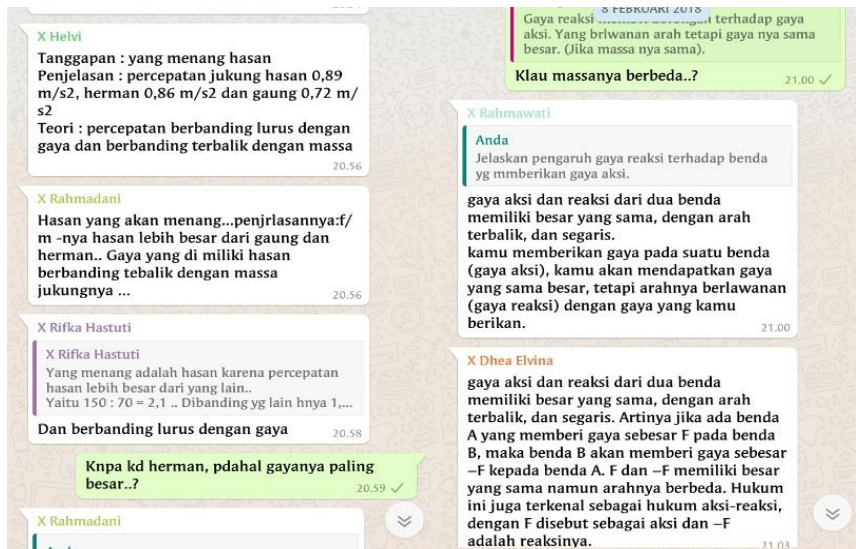 X Helvi
Tanggapan : yang menang hasan
Penjelasan : percepatan jukung hasan 0,89
m/s2, herman 0,86 m/s2 dan gaung 0,72 m/
s2
Teori : percepatan berbanding lurus dengan
gaya dan berbanding terbalik dengan massa
20.56
X Rahmadani
Hasan yang akan menang...penjrlasannya:f/
m -nya hasan lebih besar dari gaung dan
herman.. Gaya yang di miliki hasan
berbanding tebalik dengan massa
jukungnya ...
20.56
X Rifka Hastuti
X Rifka Hastuti
Yang menang adalah hasan karena percepatan
hasan lebih besar dari yang lain..
Yaitu 150 : 70 = 2,1 .. Dibanding yg lain hnya 1,...
Dan berbanding lurus dengan gaya
20.58
Knpa kd herman, pdahal gayanya paling
besar..?
20.59
X Rahmadani
8 FEBRUARI 2018
Gaya reaksi terhadap gaya
aksi. Yang brlwanan arah tetapi gaya nya sama
besar. (Jika massa nya sama).
Klau massanya berbeda..?
21.00
X Rahmawati
Anda
Jelaskan pengaruh gaya reaksi terhadap benda
yg mmberikan gaya aksi.
gaya aksi dan reaksi dari dua benda
memiliki besar yang sama, dengan arah
terbalik, dan segaris.
kamu memberikan gaya pada suatu benda
(gaya aksi), kamu akan mendapatkan gaya
yang sama besar, tetapi arahnya berlawanan
(gaya reaksi) dengan gaya yang kamu
berikan.
21.00
X Dhea Elvina
gaya aksi dan reaksi dari dua benda
memiliki besar yang sama, dengan arah
terbalik, dan segaris. Artinya jika ada benda
A yang memberi gaya sebesar F pada benda
B, maka benda B akan memberi gaya sebesar
–F kepada benda A. F dan –F memiliki besar
yang sama namun arahnya berbeda. Hukum
ini juga terkenal sebagai hukum aksi-reaksi,
dengan F disebut sebagai aksi dan –F
adalah reaksinya.
21.03